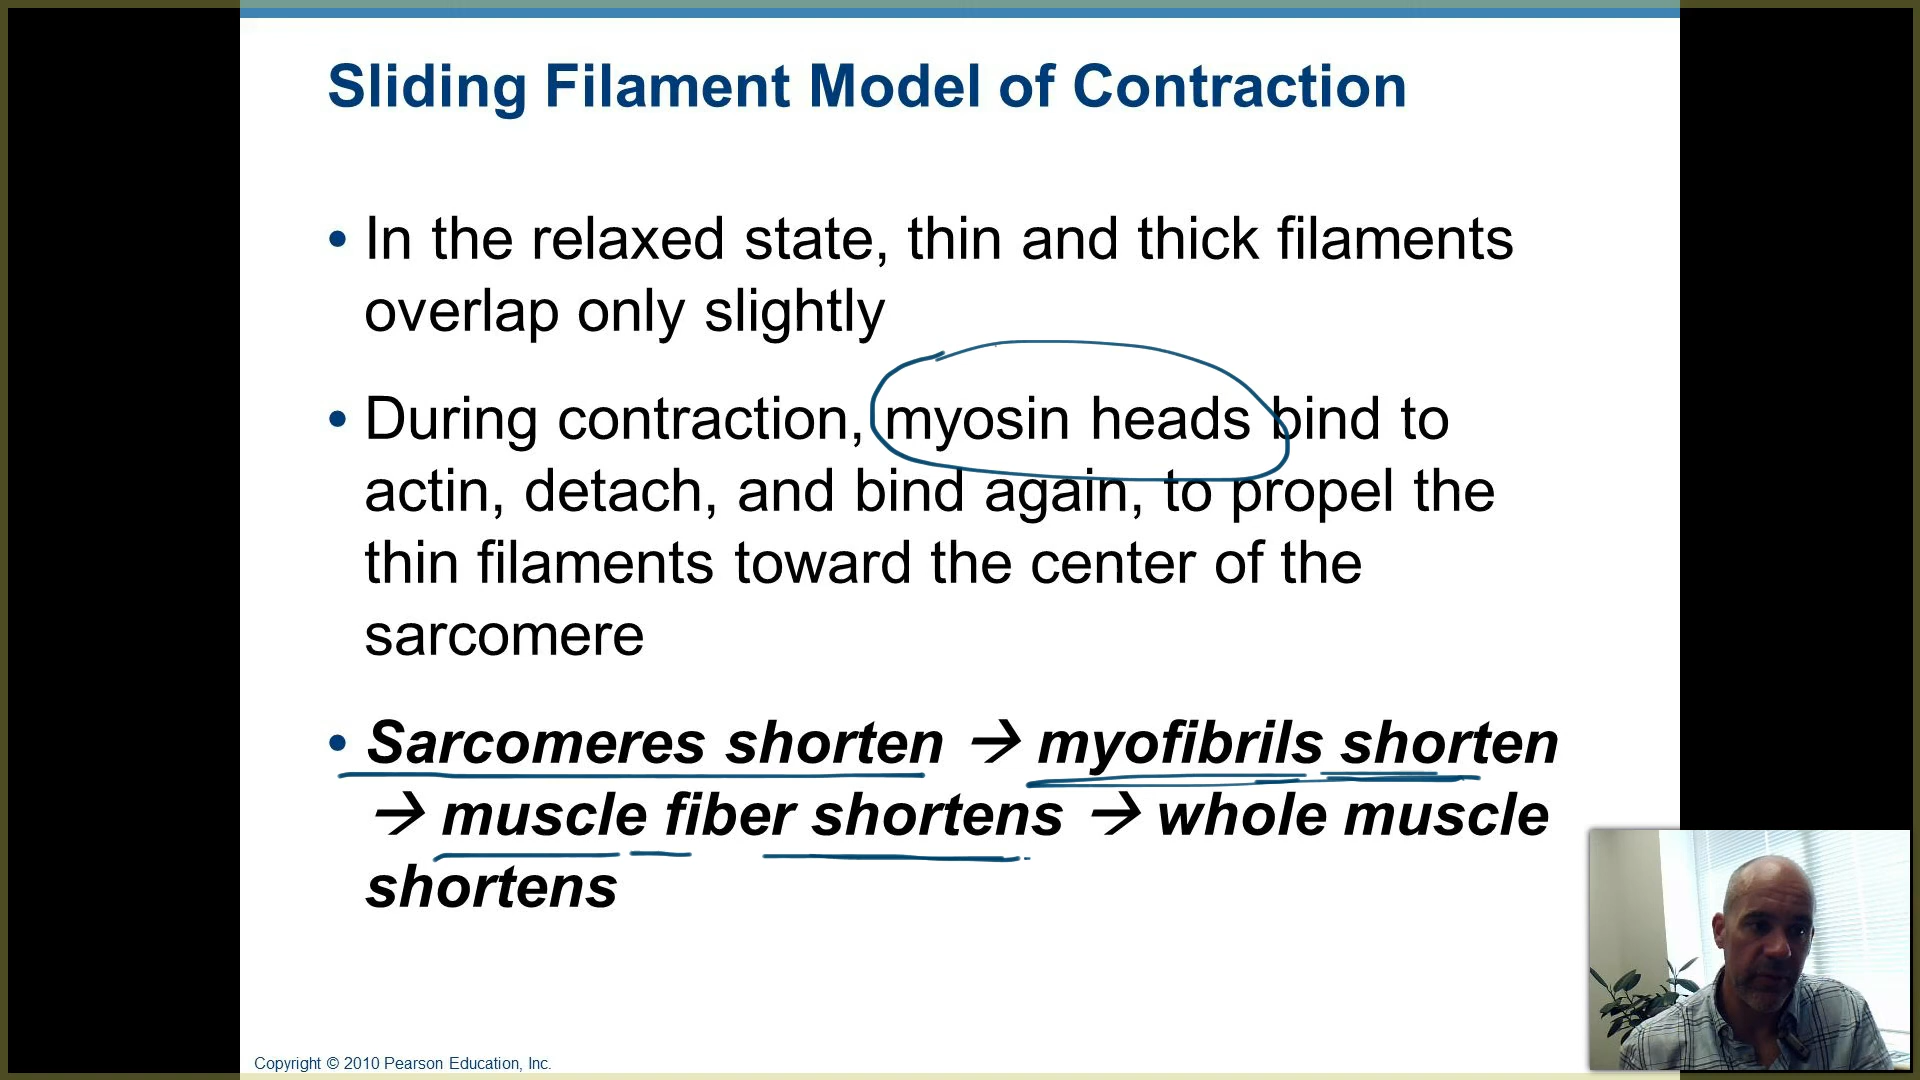 Sliding Filament Model of Contraction
• In the relaxed state, thin and thick filaments
overlap only slightly
• During contraction, myosin heads bind to
actin, detach, and bind again, to propel the
thin filaments toward the center of the
sarcomere
• Sarcomeres shorten → myofibrils shorten
→ muscle fiber shortens → whole muscle
shortens
Copyright © 2010 Pearson Education, Inc.